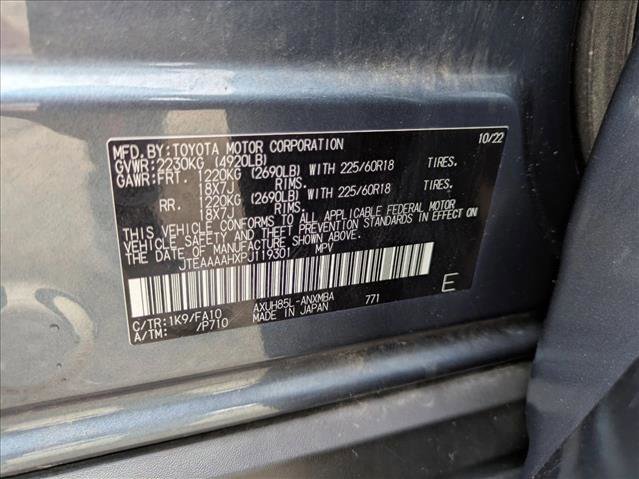 MFD.BY:TOYOTA MOTOR CORPORATION 10/22
GVWR:2230KG (4920LB)
GAWR:FRT. 1220KG (2690LB) WITH 225/60R18 TIRES.
18X7J RIMS.
RR. 1220KG (2690LB) WITH 225/60R18 TIRES.
18X7J RIMS.
THIS VEHICLE CONFORMS TO ALL APPLICABLE FEDERAL MOTOR
VEHICLE SAFETY AND THEFT PREVENTION STANDARDS IN EFFECT ON
THE DATE OF MANUFACTURE SHOWN ABOVE.
JTEAAAAHXPJ119301 MPV
E
C/TR:1K9/FA10 AXUH85L-ANXMBA 771
A/TM: /P710 MADE IN JAPAN